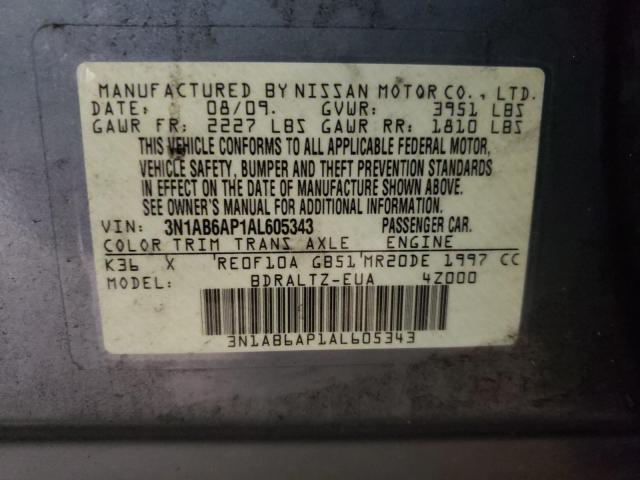 MANUFACTURED BY NISSAN MOTOR CO., LTD.
DATE: 08/09. GVWR: 3951 LBS
GAWR FR: 2227 LBS GAWR RR: 1810 LBS
THIS VEHICLE CONFORMS TO ALL APPLICABLE FEDERAL MOTOR,
VEHICLE SAFETY, BUMPER AND THEFT PREVENTION STANDARDS
IN EFFECT ON THE DATE OF MANUFACTURE SHOWN ABOVE.
SEE OWNER'S MANUAL FOR ADDITIONAL INFORMATION.
VIN: 3N1AB6AP1AL605343 PASSENGER CAR.
COLOR TRIM TRANS AXLE ENGINE
K36 X 'RE0F10A GB51'MR20DE 1997 CC
MODEL: BDRALTZ-EUA 4Z000
3N1AB6AP1AL605343